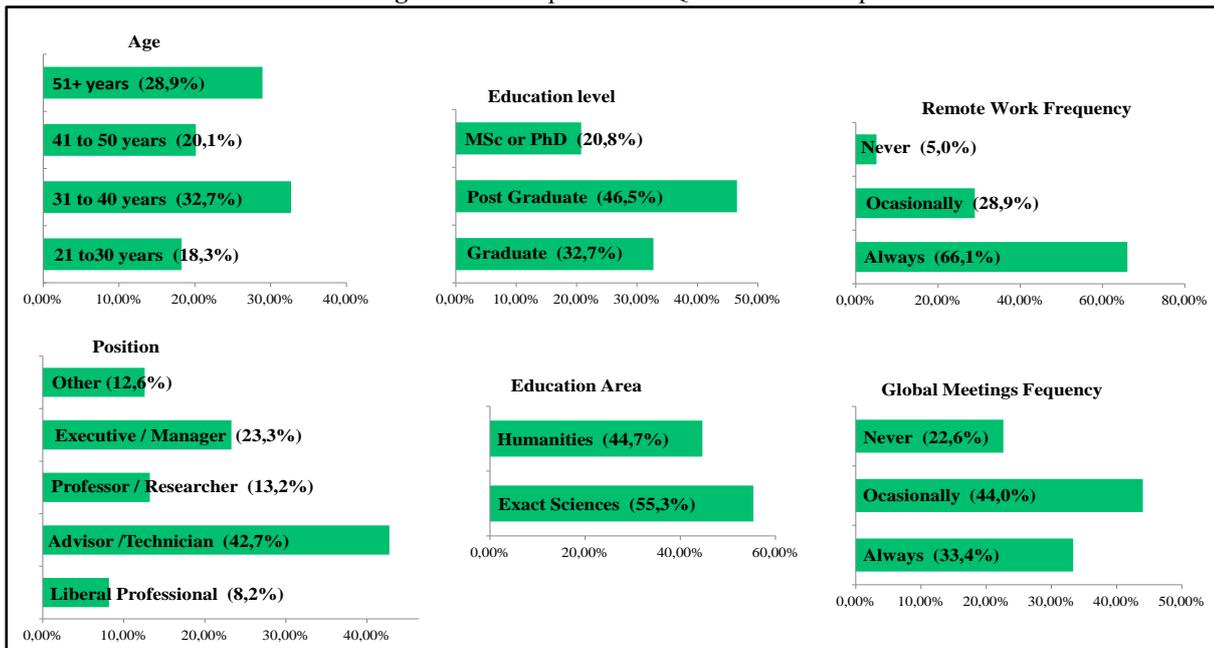 Age
51+ years (28,9%)
41 to 50 years (20,1%)
31 to 40 years (32,7%)
21 to30 years (18,3%)
0,00% 10,00% 20,00% 30,00% 40,00%
Education level
MSc or PhD (20,8%)
Post Graduate (46,5%)
Graduate (32,7%)
0,00% 10,00% 20,00% 30,00% 40,00% 50,00%
Remote Work Frequency
Never (5,0%)
Ocasionally (28,9%)
Always (66,1%)
0,00% 20,00% 40,00% 60,00% 80,00%
Position
Other (12,6%)
Executive / Manager (23,3%)
Professor / Researcher (13,2%)
Advisor /Technician (42,7%)
Liberal Professional (8,2%)
0,00% 10,00% 20,00% 30,00% 40,00%
Education Area
Humanities (44,7%)
Exact Sciences (55,3%)
0,00% 20,00% 40,00% 60,00%
Global Meetings Fequency
Never (22,6%)
Ocasionally (44,0%)
Always (33,4%)
0,00% 10,00% 20,00% 30,00% 40,00% 50,00%